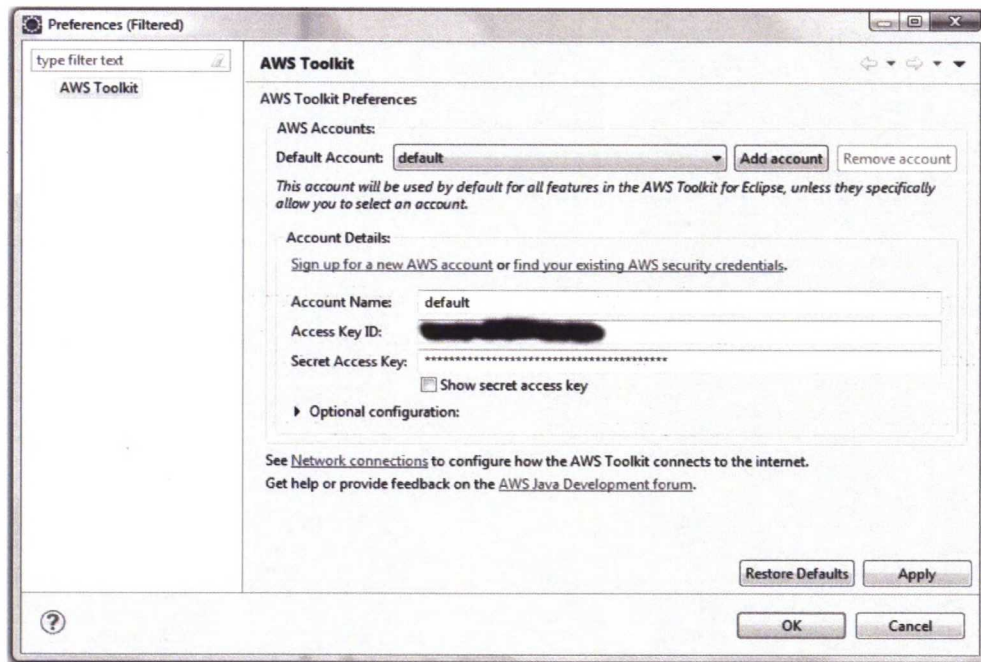 Preferences (Filtered)
type filter text
AWS Toolkit
AWS Toolkit
AWS Toolkit Preferences
AWS Accounts:
Default Account: default Add account Remove account
This account will be used by default for all features in the AWS Toolkit for Eclipse, unless they specifically
allow you to select an account.
Account Details:
Sign up for a new AWS account or find your existing AWS security credentials.
Account Name: default
Access Key ID:
Secret Access Key: ****************************************
Show secret access key
Optional configuration:
See Network connections to configure how the AWS Toolkit connects to the internet.
Get help or provide feedback on the AWS Java Development forum.
Restore Defaults Apply
? OK Cancel